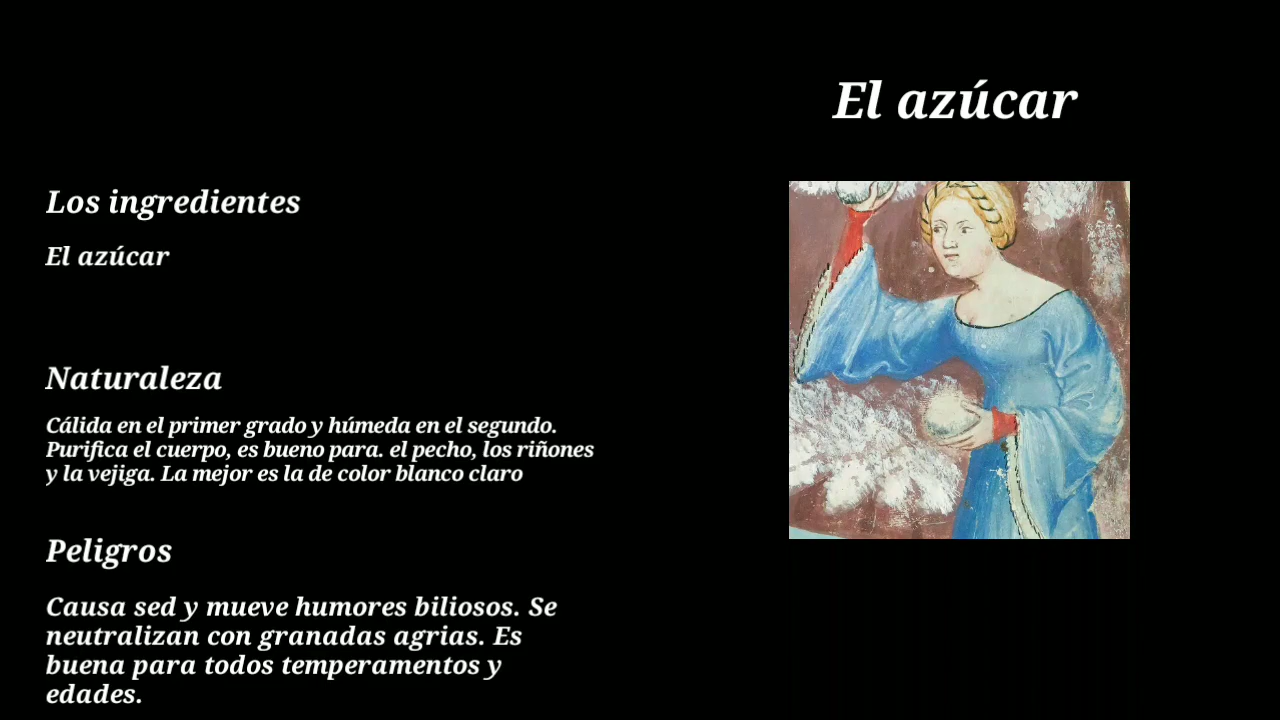 El azúcar
Los ingredientes
El azúcar
Naturaleza
Cálida en el primer grado y húmeda en el segundo.
Purifica el cuerpo, es bueno para. el pecho, los riñones
y la vejiga. La mejor es la de color blanco claro
Peligros
Causa sed y mueve humores biliosos. Se
neutralizan con granadas agrias. Es
buena para todos temperamentos y
edades.